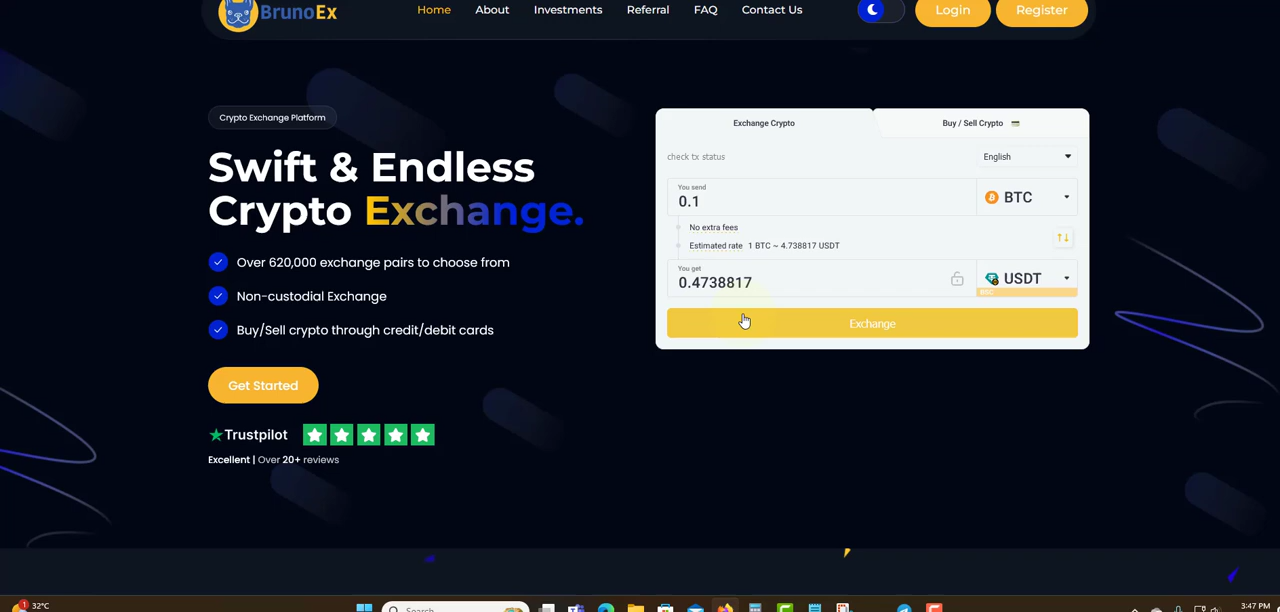 BrunoEx
Home About Investments Referral FAQ Contact Us
Login Register
Crypto Exchange Platform
Swift & Endless
Crypto Exchange.
Over 620,000 exchange pairs to choose from
Non-custodial Exchange
Buy/Sell crypto through credit/debit cards
Get Started
Trustpilot
Excellent | Over 20+ reviews
Exchange Crypto Buy / Sell Crypto
check tx status English
You send
0.1 BTC
No extra fees
Estimated rate 1 BTC ~ 4.738817 USDT
You get
0.4738817 USDT
Exchange
1 32°C
Search
3:47 PM